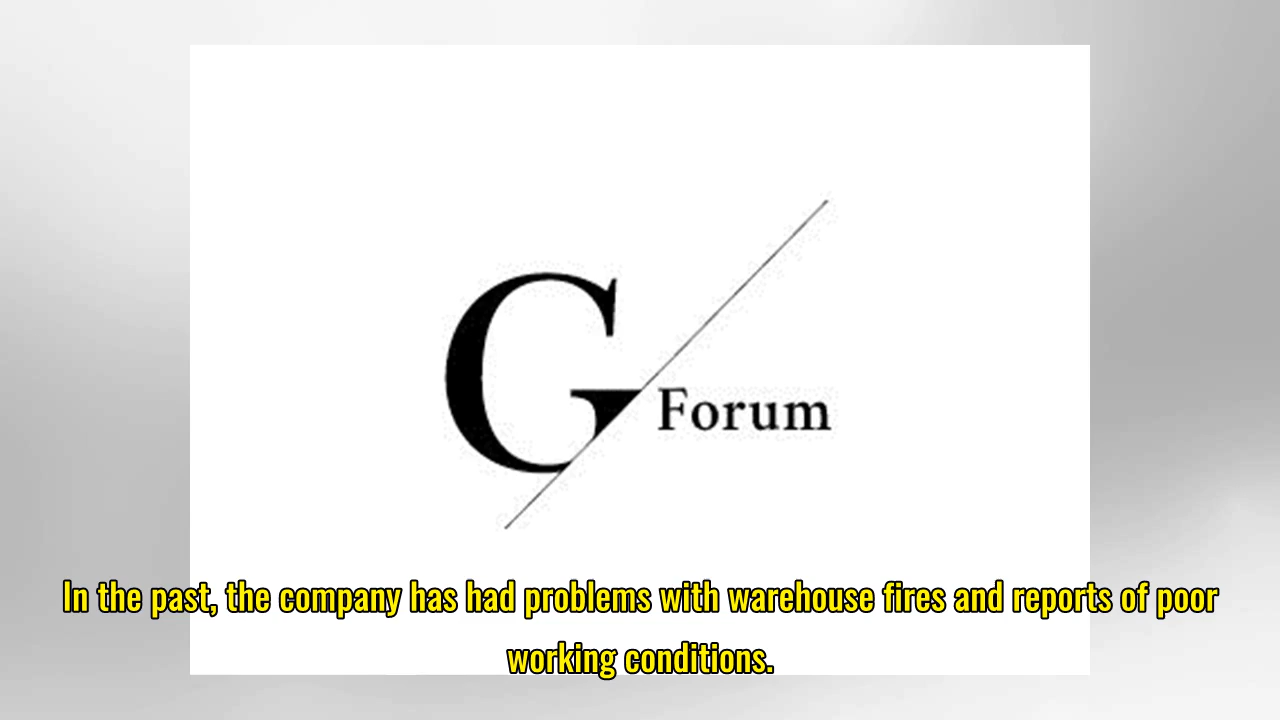 G
Forum
In the past, the company has had problems with warehouse fires and reports of poor
working conditions.